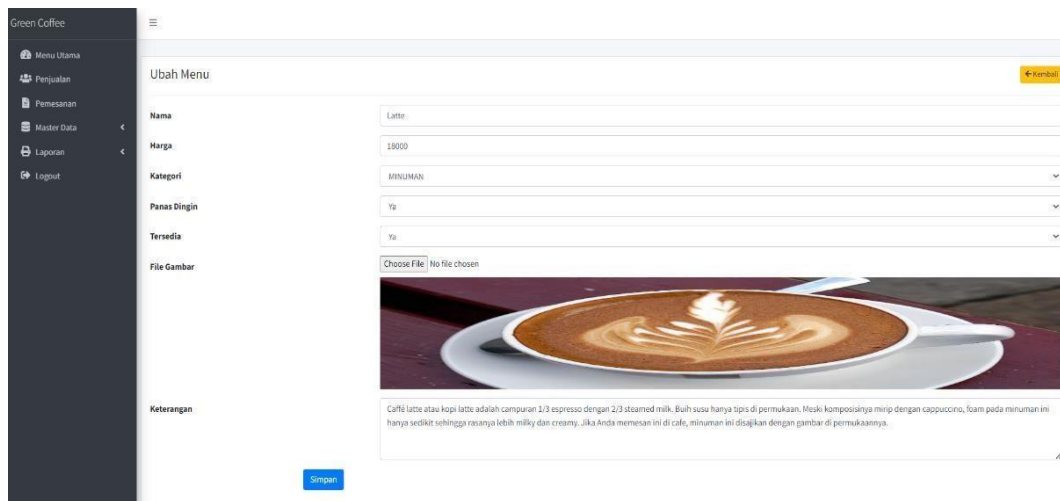 Green Coffee
Menu Utama
Penjualan
Pemesanan
Master Data
Laporan
Logout
Ubah Menu
Kembali
Nama
Latte
Harga
18000
Kategori
MINUMAN
Panas Dingin
Ya
Tersedia
Ya
File Gambar
Choose File No file chosen
Keterangan
Caffé latte atau kopi latte adalah campuran 1/3 espresso dengan 2/3 steamed milk. Buih susu hanya tipis di permukaan. Meski komposisinya mirip dengan cappuccino, foam pada minuman ini
hanya sedikit sehingga rasanya lebih milky dan creamy. Jika Anda memesan ini di cafe, minuman ini disajikan dengan gambar di permukaannya.
Simpan